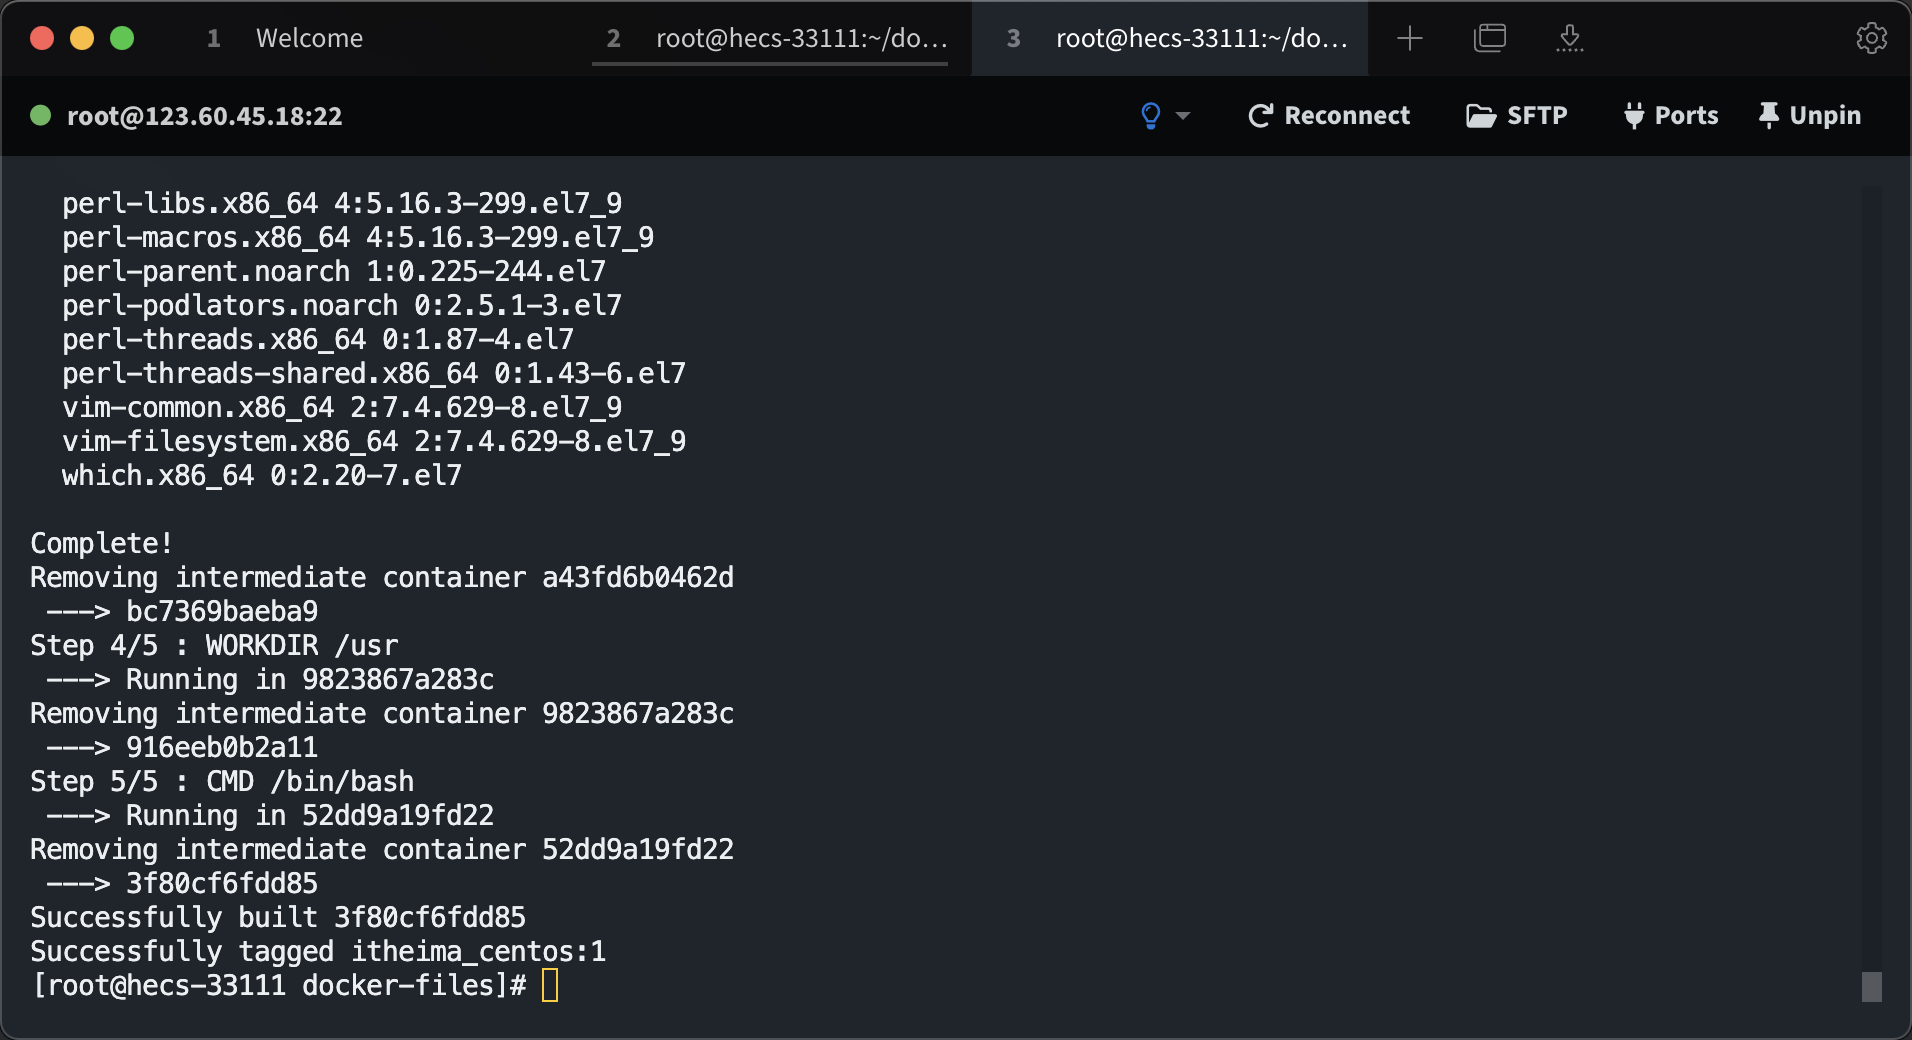 1 Welcome 2 root@hecs-33111:~/do… 3 root@hecs-33111:~/do…
root@123.60.45.18:22 Reconnect SFTP Ports Unpin
perl-libs.x86_64 4:5.16.3-299.el7_9
perl-macros.x86_64 4:5.16.3-299.el7_9
perl-parent.noarch 1:0.225-244.el7
perl-podlators.noarch 0:2.5.1-3.el7
perl-threads.x86_64 0:1.87-4.el7
perl-threads-shared.x86_64 0:1.43-6.el7
vim-common.x86_64 2:7.4.629-8.el7_9
vim-filesystem.x86_64 2:7.4.629-8.el7_9
which.x86_64 0:2.20-7.el7
Complete!
Removing intermediate container a43fd6b0462d
---> bc7369baeba9
Step 4/5 : WORKDIR /usr
---> Running in 9823867a283c
Removing intermediate container 9823867a283c
---> 916eeb0b2a11
Step 5/5 : CMD /bin/bash
---> Running in 52dd9a19fd22
Removing intermediate container 52dd9a19fd22
---> 3f80cf6fdd85
Successfully built 3f80cf6fdd85
Successfully tagged itheima_centos:1
[root@hecs-33111 docker-files]#